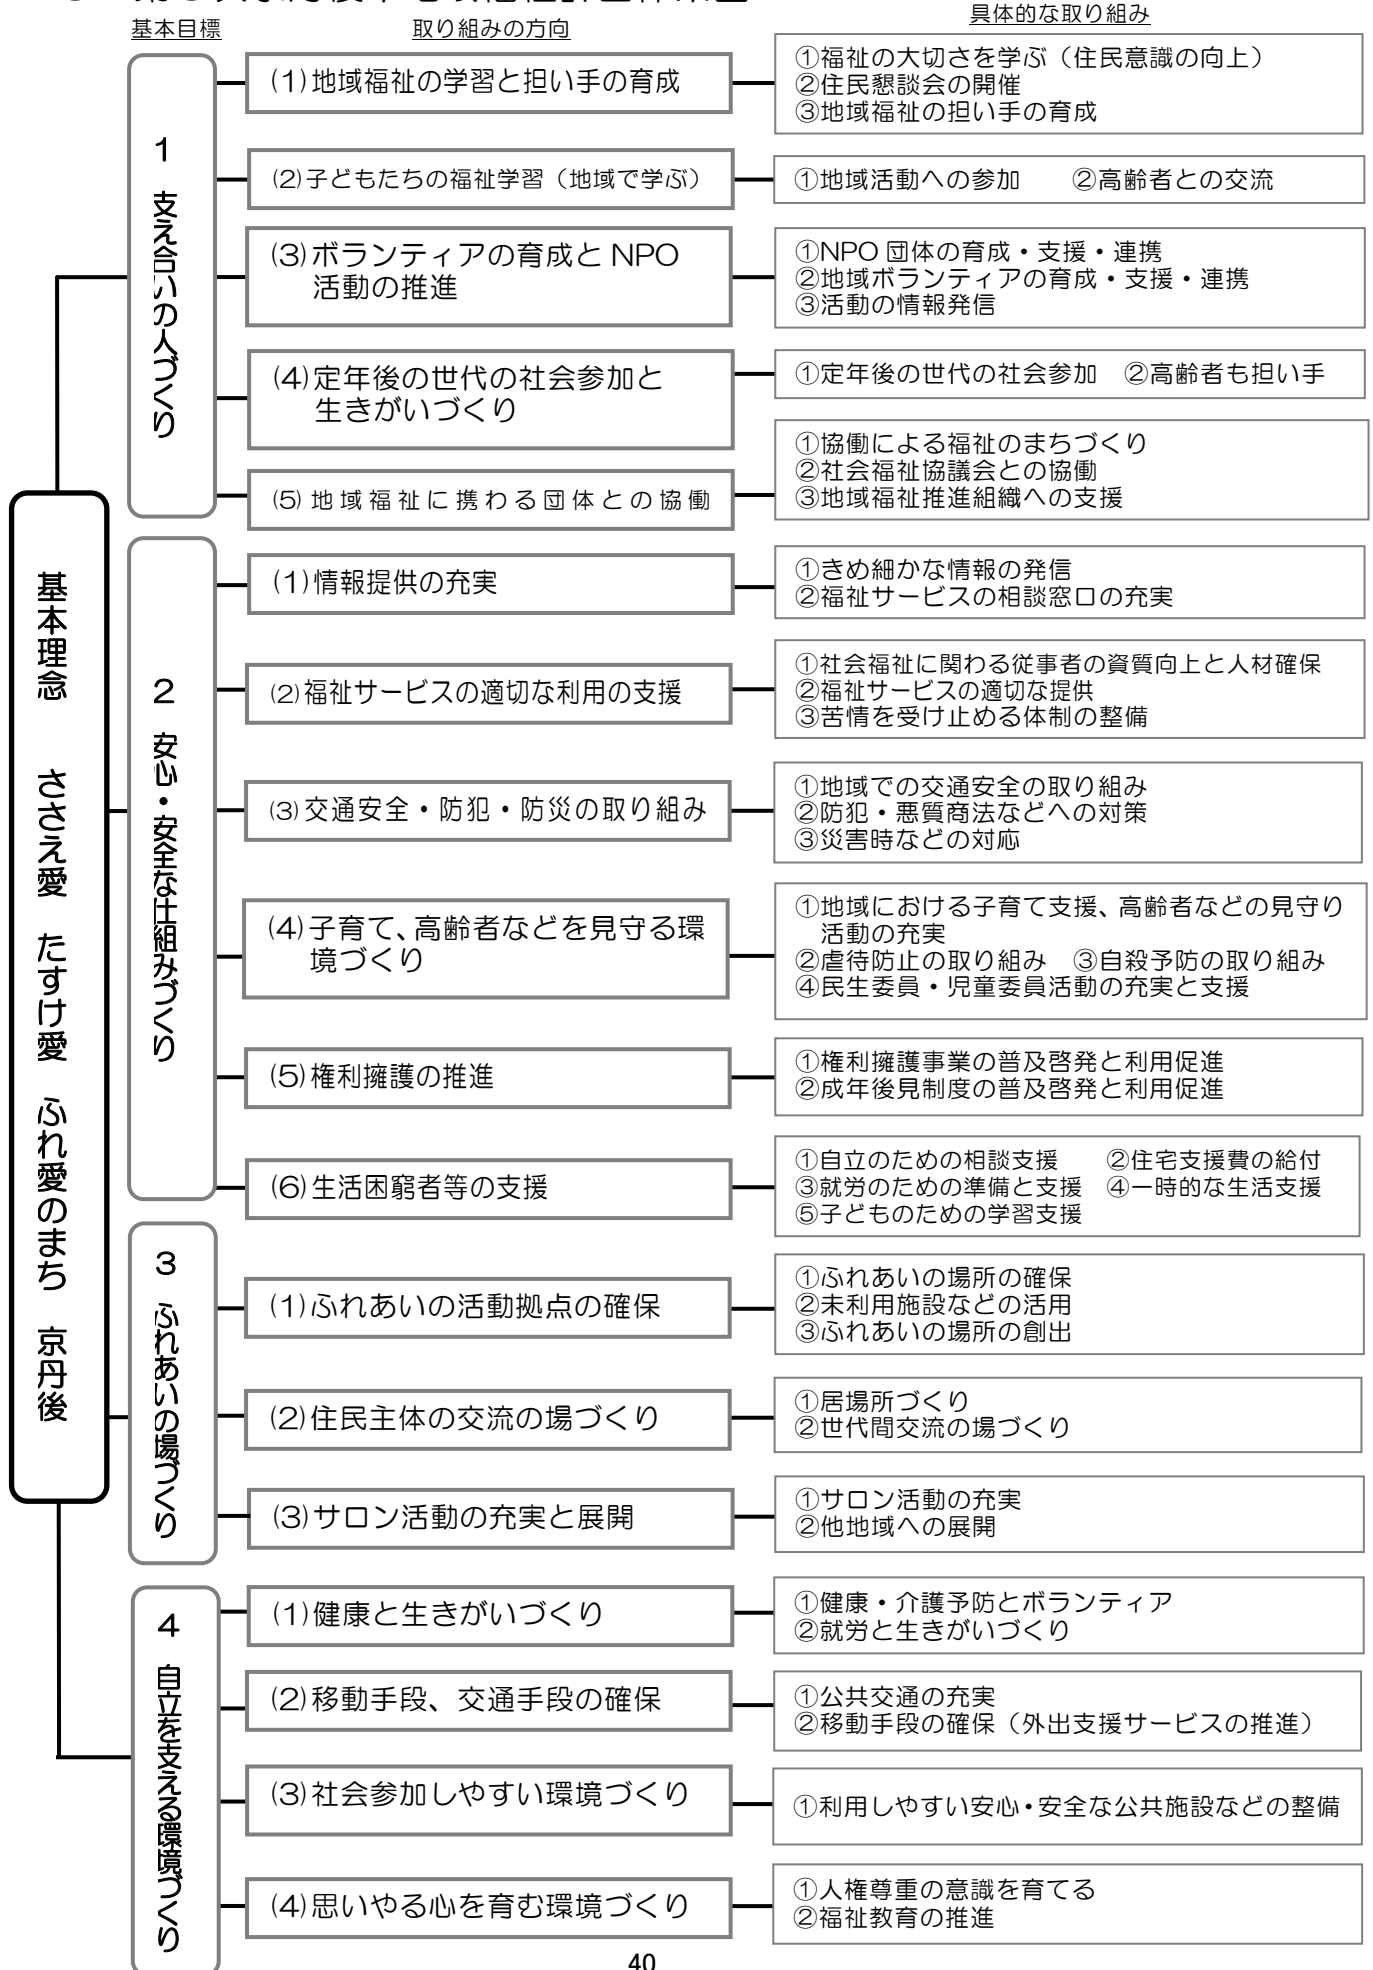 基本目標
取り組みの方向
具体的な取り組み
基本理念　ささえ愛　たすけ愛　ふれ愛のまち　京丹後
1　支え合いの人づくり
(1)地域福祉の学習と担い手の育成
①福祉の大切さを学ぶ（住民意識の向上）
②住民懇談会の開催
③地域福祉の担い手の育成
(2)子どもたちの福祉学習（地域で学ぶ）
①地域活動への参加　　②高齢者との交流
(3)ボランティアの育成とNPO
活動の推進
①NPO団体の育成・支援・連携
②地域ボランティアの育成・支援・連携
③活動の情報発信
(4)定年後の世代の社会参加と
生きがいづくり
①定年後の世代の社会参加　②高齢者も担い手
(5)地域福祉に携わる団体との協働
①協働による福祉のまちづくり
②社会福祉協議会との協働
③地域福祉推進組織への支援
2　安心・安全な仕組みづくり
(1)情報提供の充実
①きめ細かな情報の発信
②福祉サービスの相談窓口の充実
(2)福祉サービスの適切な利用の支援
①社会福祉に関わる従事者の資質向上と人材確保
②福祉サービスの適切な提供
③苦情を受け止める体制の整備
(3)交通安全・防犯・防災の取り組み
①地域での交通安全の取り組み
②防犯・悪質商法などへの対策
③災害時などの対応
(4)子育て、高齢者などを見守る環
境づくり
①地域における子育て支援、高齢者などの見守り
活動の充実
②虐待防止の取り組み　③自殺予防の取り組み
④民生委員・児童委員活動の充実と支援
(5)権利擁護の推進
①権利擁護事業の普及啓発と利用促進
②成年後見制度の普及啓発と利用促進
(6)生活困窮者等の支援
①自立のための相談支援　　②住宅支援費の給付
③就労のための準備と支援　④一時的な生活支援
⑤子どものための学習支援
3　ふれあいの場づくり
(1)ふれあいの活動拠点の確保
①ふれあいの場所の確保
②未利用施設などの活用
③ふれあいの場所の創出
(2)住民主体の交流の場づくり
①居場所づくり
②世代間交流の場づくり
(3)サロン活動の充実と展開
①サロン活動の充実
②他地域への展開
4　自立を支える環境づくり
(1)健康と生きがいづくり
①健康・介護予防とボランティア
②就労と生きがいづくり
(2)移動手段、交通手段の確保
①公共交通の充実
②移動手段の確保（外出支援サービスの推進）
(3)社会参加しやすい環境づくり
①利用しやすい安心・安全な公共施設などの整備
(4)思いやる心を育む環境づくり
①人権尊重の意識を育てる
②福祉教育の推進
40